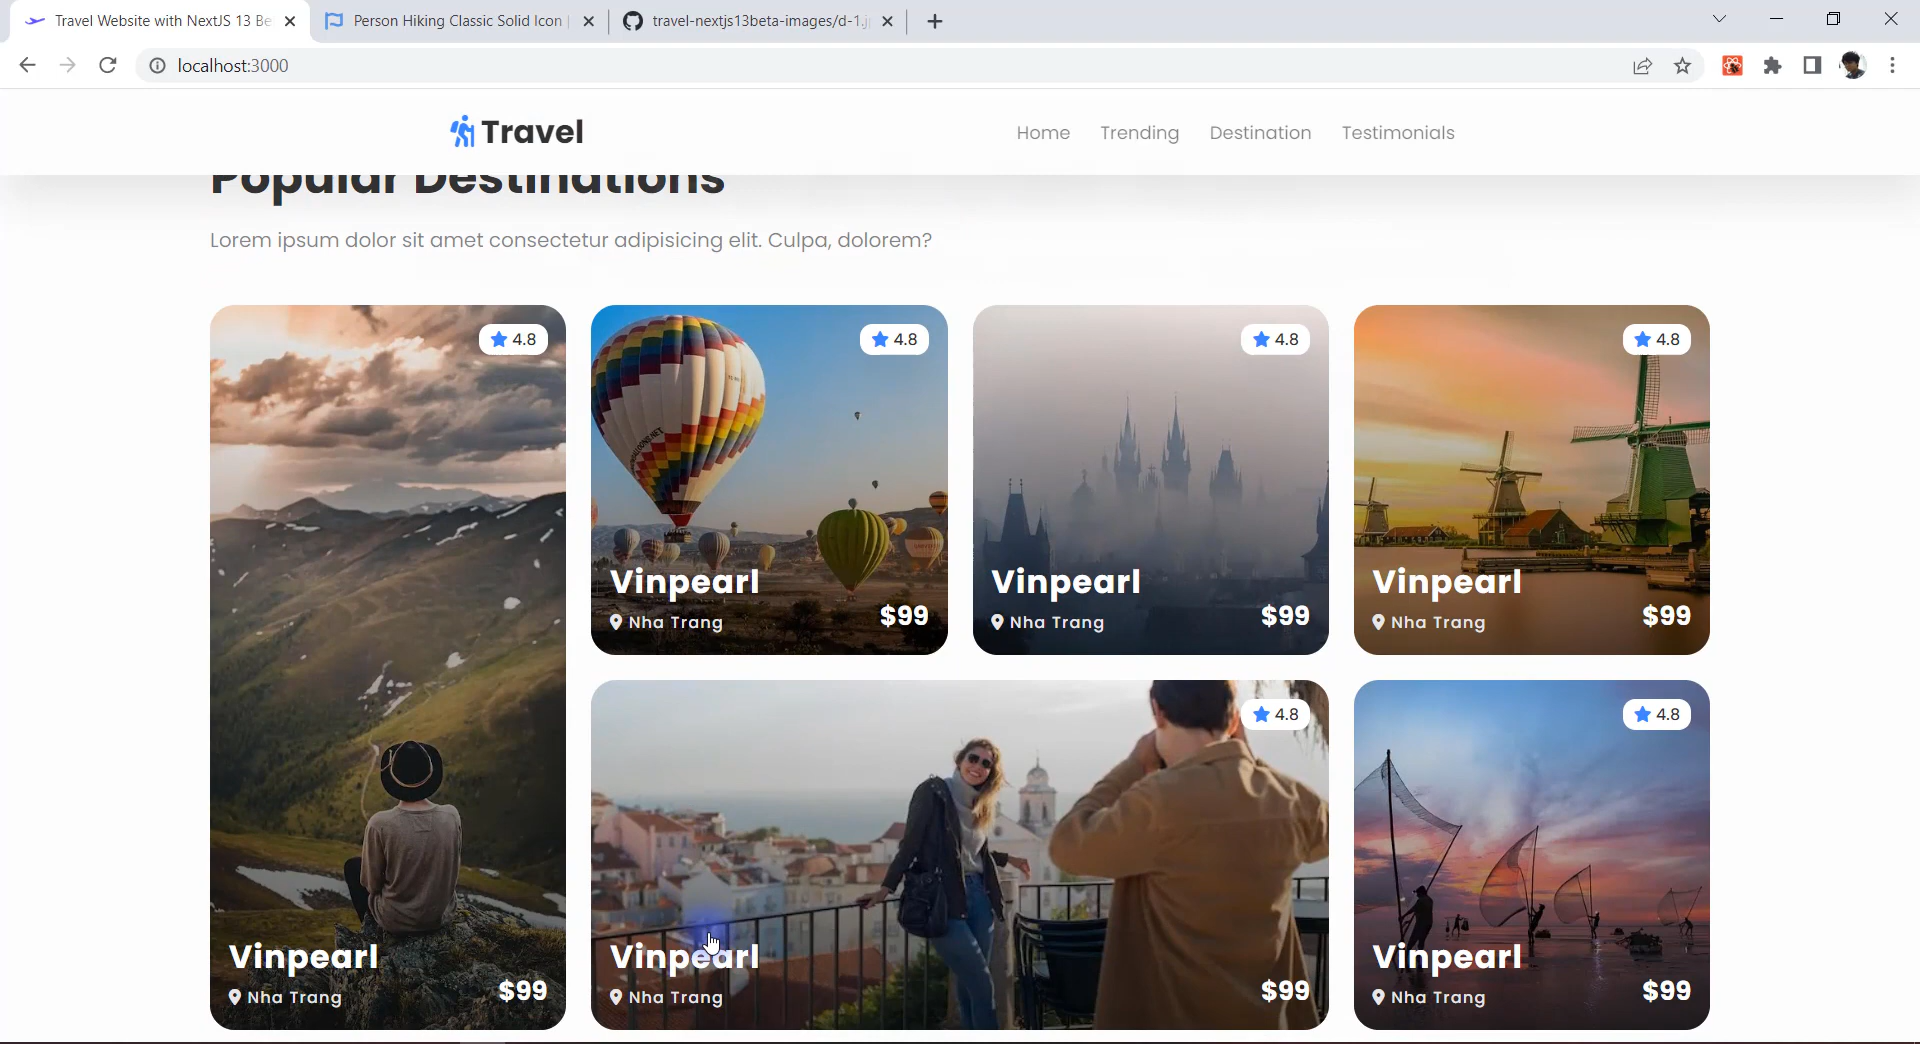 Travel Website with NextJS 13 Be
Person Hiking Classic Solid Icon |
travel-nextjs13beta-images/d-1.j
localhost:3000
Travel
Home Trending Destination Testimonials
Popular Destinations
Lorem ipsum dolor sit amet consectetur adipisicing elit. Culpa, dolorem?
4.8
4.8
4.8
4.8
Vinpearl
Nha Trang
$99
Vinpearl
Nha Trang
$99
Vinpearl
Nha Trang
$99
4.8
4.8
Vinpearl
Nha Trang
$99
Vinpearl
Nha Trang
$99
Vinpearl
Nha Trang
$99